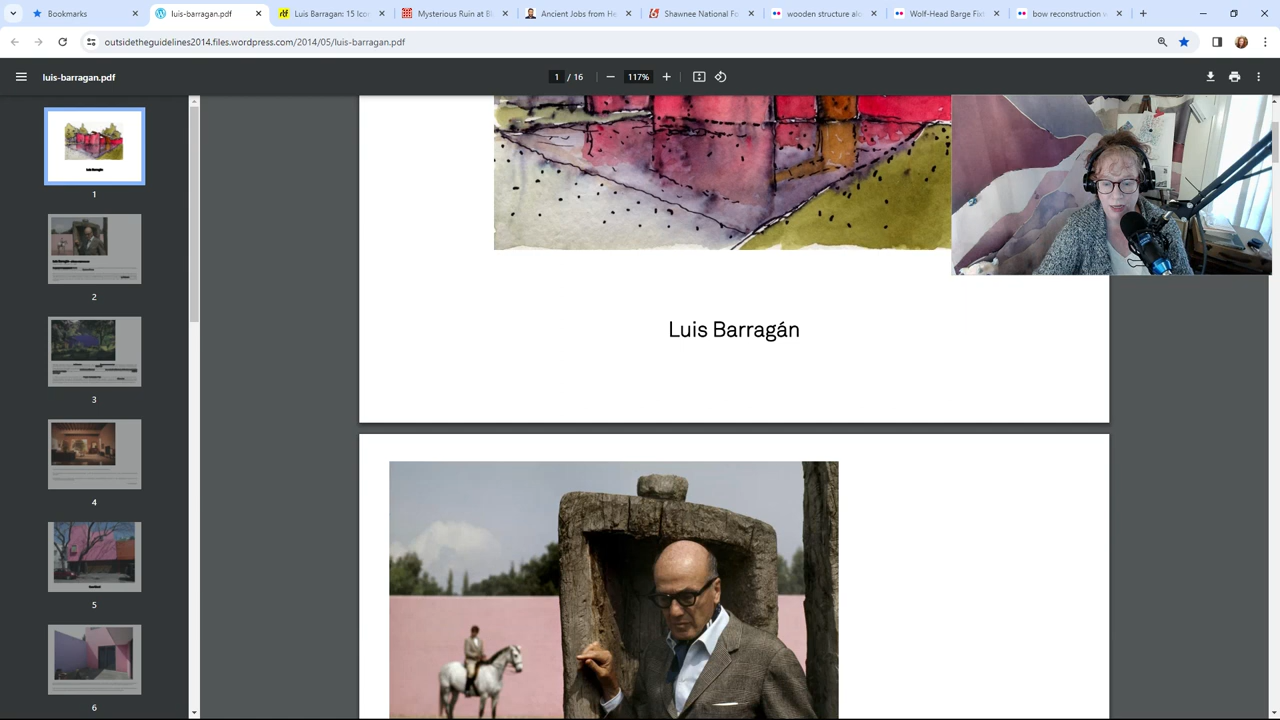 Bookmarks
luis-barragan.pdf
Luis Barragan: 15 Ico
Mysterious Ruin at Bi
Ancient Jobs from He
Shawnee National Fo
wooden structure alo
Wolf-Head Barge Fix
bow reconstruction w
outsidetheguidelines2014.files.wordpress.com/2014/05/luis-barragan.pdf
luis-barragan.pdf
1 / 16
117%
1
2
3
4
5
6
Luis Barragán